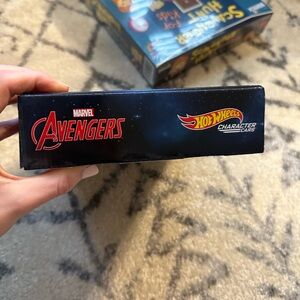 SCAVENGER
HUNT
For Kids
MARVEL
AVENGERS
Hot Wheels
CHARACTER
CARS